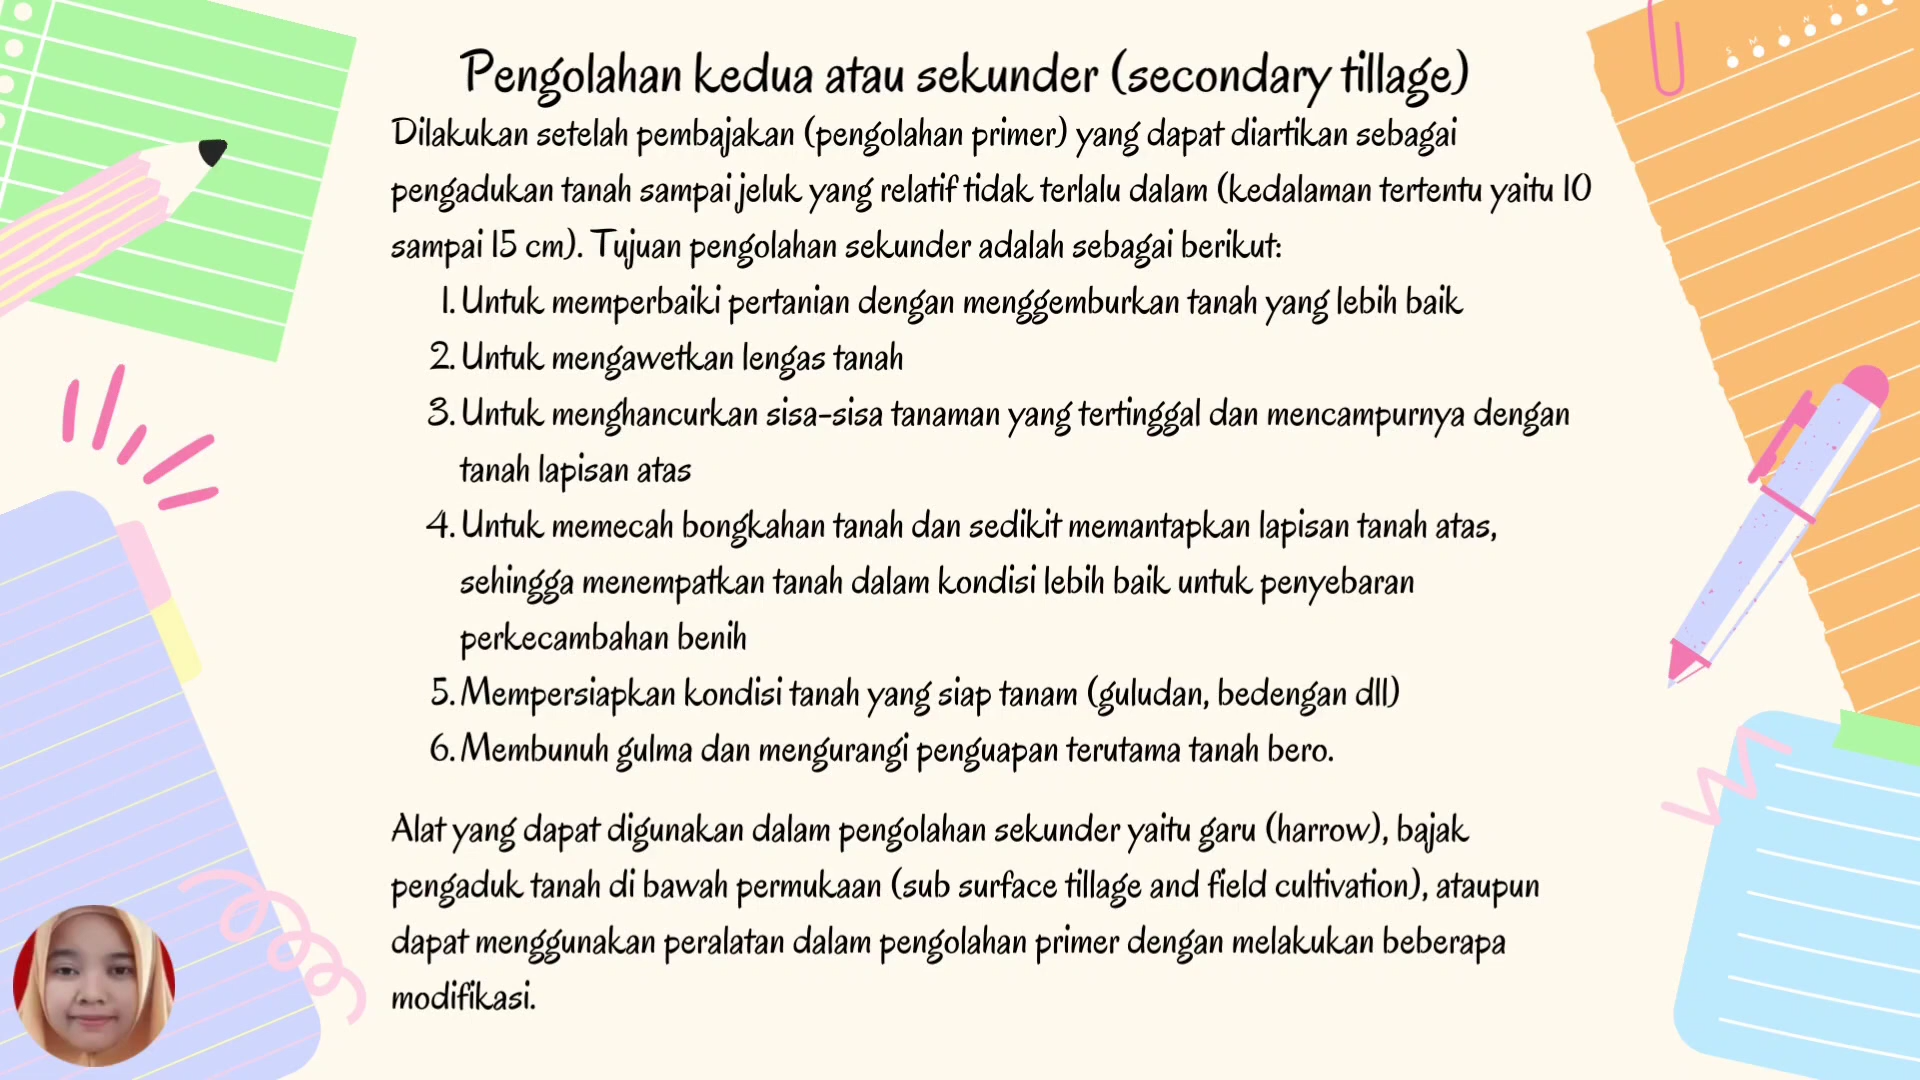 Pengolahan kedua atau sekunder (secondary tillage)
Dilakukan setelah pembajakan (pengolahan primer) yang dapat diartikan sebagai
pengadukan tanah sampai jeluk yang relatif tidak terlalu dalam (kedalaman tertentu yaitu 10
sampai 15 cm). Tujuan pengolahan sekunder adalah sebagai berikut:
1. Untuk memperbaiki pertanian dengan menggemburkan tanah yang lebih baik
2. Untuk mengawetkan lengas tanah
3. Untuk menghancurkan sisa-sisa tanaman yang tertinggal dan mencampurnya dengan
tanah lapisan atas
4. Untuk memecah bongkahan tanah dan sedikit memantapkan lapisan tanah atas,
sehingga menempatkan tanah dalam kondisi lebih baik untuk penyebaran
perkecambahan benih
5. Mempersiapkan kondisi tanah yang siap tanam (guludan, bedengan dll)
6. Membunuh gulma dan mengurangi penguapan terutama tanah bero.
Alat yang dapat digunakan dalam pengolahan sekunder yaitu garu (harrow), bajak
pengaduk tanah di bawah permukaan (sub surface tillage and field cultivation), ataupun
dapat menggunakan peralatan dalam pengolahan primer dengan melakukan beberapa
modifikasi.